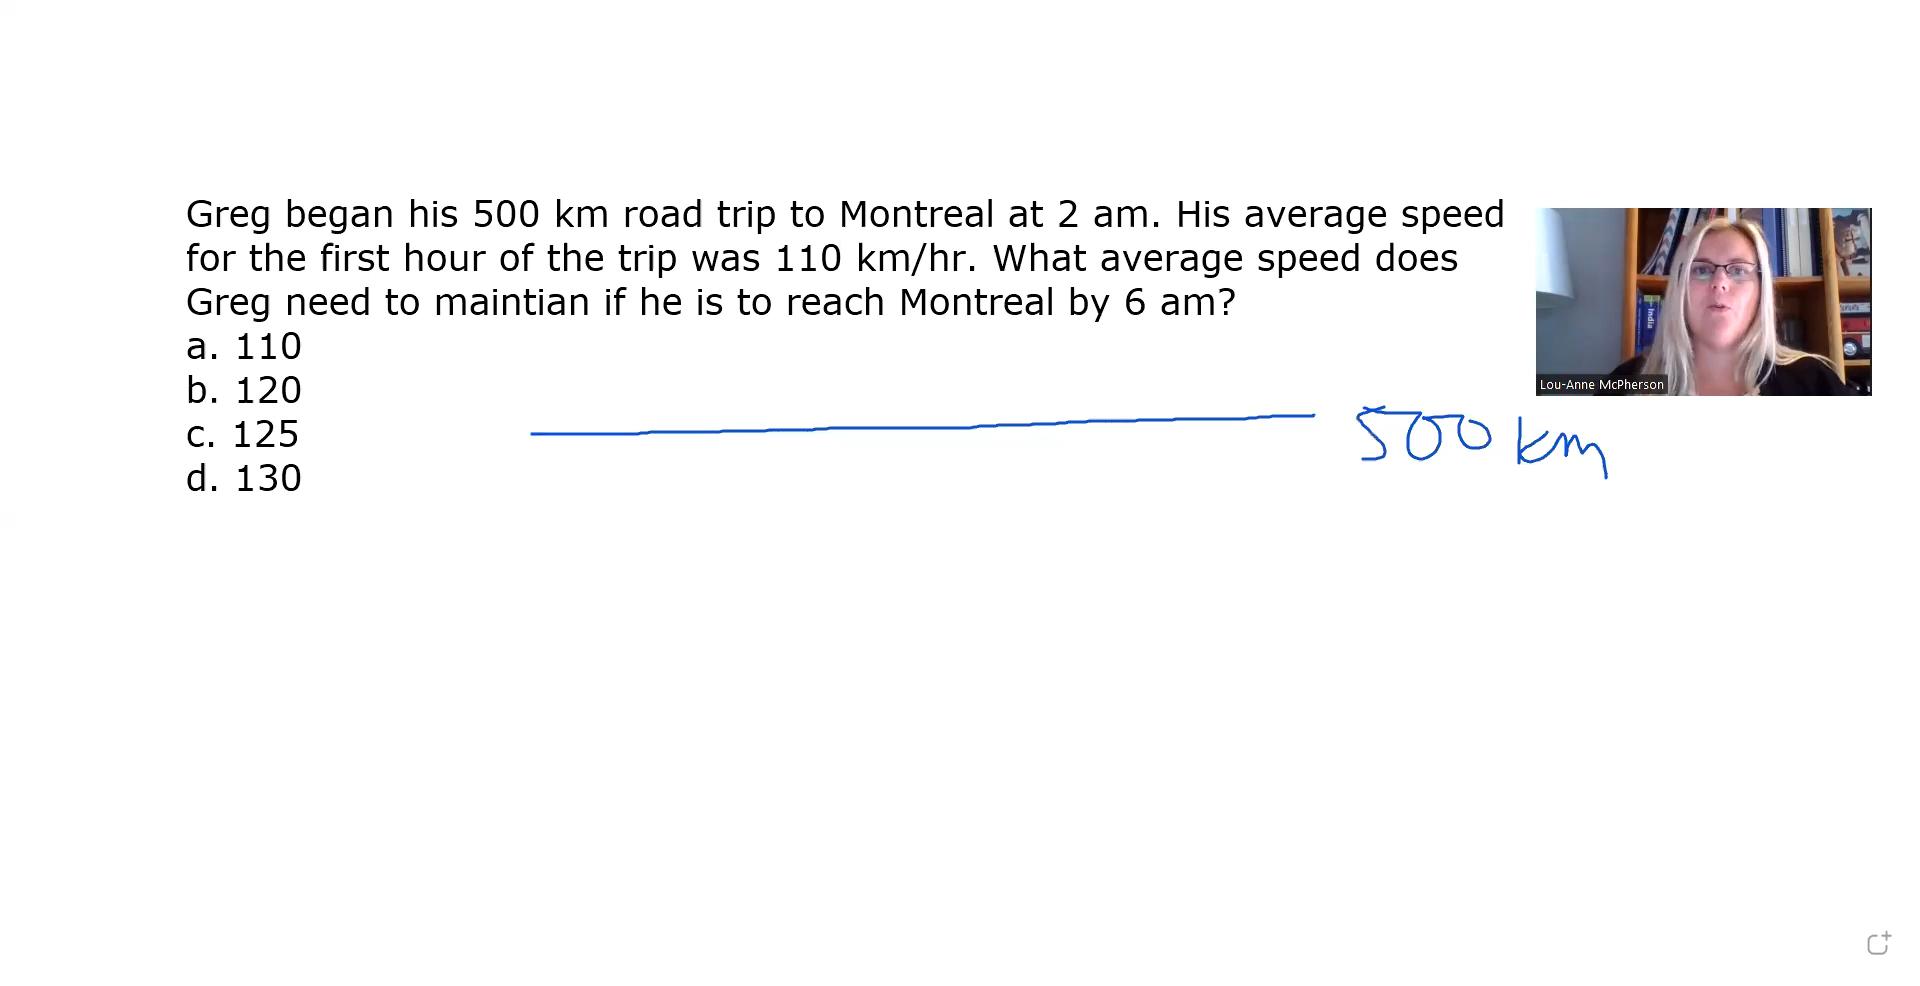 Greg began his 500 km road trip to Montreal at 2 am. His average speed
for the first hour of the trip was 110 km/hr. What average speed does
Greg need to maintian if he is to reach Montreal by 6 am?
a. 110
b. 120
c. 125
d. 130
500 km
India
Lou-Anne McPherson